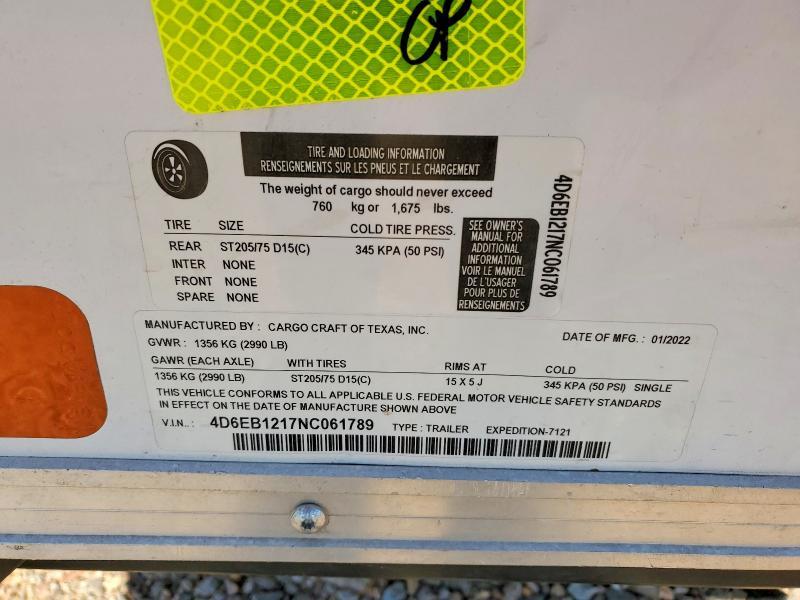 OP
TIRE AND LOADING INFORMATION
RENSEIGNEMENTS SUR LES PNEUS ET LE CHARGEMENT
The weight of cargo should never exceed
760 kg or 1,675 lbs.
TIRE SIZE COLD TIRE PRESS.
REAR ST205/75 D15(C) 345 KPA (50 PSI)
INTER NONE
FRONT NONE
SPARE NONE
SEE OWNER'S
MANUAL FOR
ADDITIONAL
INFORMATION
VOIR LE MANUEL
DE L'USAGER
POUR PLUS DE
RENSEIGNEMENTS
4D6EB1217NC061789
MANUFACTURED BY: CARGO CRAFT OF TEXAS, INC. DATE OF MFG. : 01/2022
GVWR: 1356 KG (2990 LB)
GAWR (EACH AXLE) WITH TIRES RIMS AT COLD
1356 KG (2990 LB) ST205/75 D15(C) 15 X 5 J 345 KPA (50 PSI) SINGLE
THIS VEHICLE CONFORMS TO ALL APPLICABLE U.S. FEDERAL MOTOR VEHICLE SAFETY STANDARDS
IN EFFECT ON THE DATE OF MANUFACTURE SHOWN ABOVE
V.I.N..: 4D6EB1217NC061789 TYPE : TRAILER EXPEDITION-7121